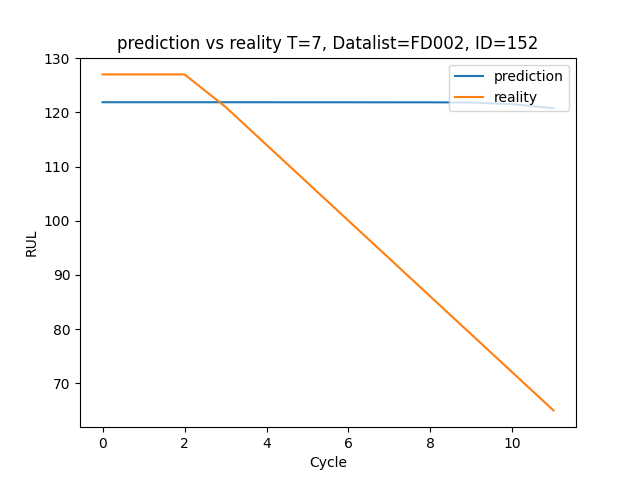 prediction vs reality T=7, Datalist=FD002, ID=152
prediction
reality
RUL
130
120
110
100
90
80
70
0 2 4 6 8 10
Cycle